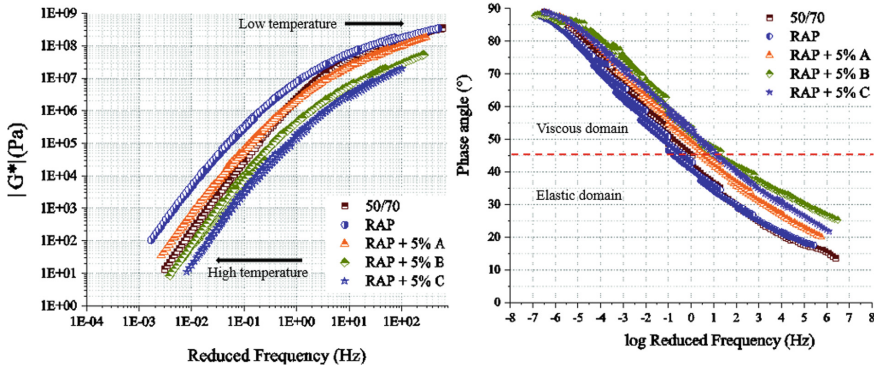 1E+09
1E+08
1E+07
1E+06
1E+05
1E+04
1E+03
1E+02
1E+01
1E+00
|G*|(Pa)
Low temperature
High temperature
50/70
RAP
RAP + 5% A
RAP + 5% B
RAP + 5% C
1E-04 1E-03 1E-02 1E-01 1E+00 1E+01 1E+02
Reduced Frequency (Hz)
90
80
70
60
50
40
30
20
10
0
Phase angle (°)
50/70
RAP
RAP + 5% A
RAP + 5% B
RAP + 5% C
Viscous domain
Elastic domain
-8 -7 -6 -5 -4 -3 -2 -1 0 1 2 3 4 5 6 7 8
log Reduced Frequency (Hz)